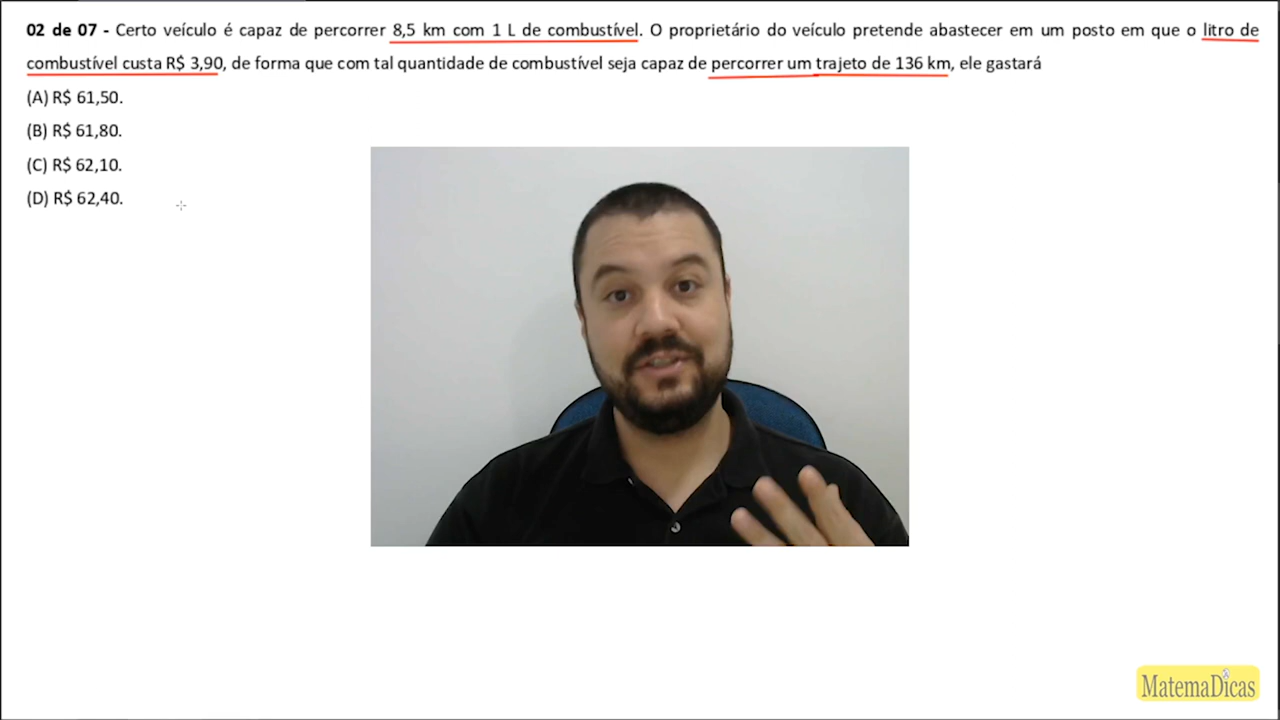 02 de 07 - Certo veículo é capaz de percorrer 8,5 km com 1 L de combustível. O proprietário do veículo pretende abastecer em um posto em que o litro de
combustível custa R$ 3,90, de forma que com tal quantidade de combustível seja capaz de percorrer um trajeto de 136 km, ele gastará
(A) R$ 61,50.
(B) R$ 61,80.
(C) R$ 62,10.
(D) R$ 62,40.
MatemaDicas